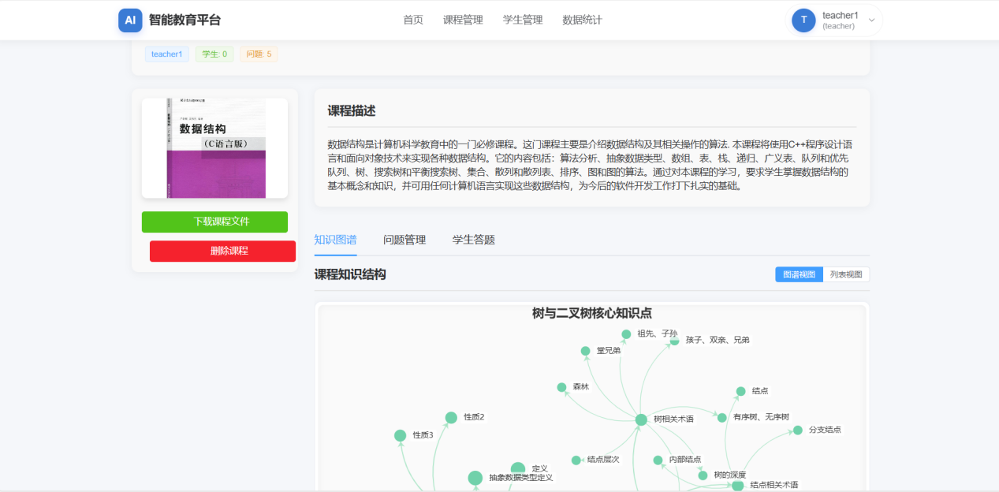 AI 智能教育平台 首页 课程管理 学生管理 数据统计 T teacher1
(teacher)
teacher1 学生: 0 问题: 5
数据结构
(C语言版)
下载课程文件
删除课程
课程描述
数据结构是计算机科学教育中的一门必修课程。这门课程主要是介绍数据结构及其相关操作的算法. 本课程将使用C++程序设计语
言和面向对象技术来实现各种数据结构。它的内容包括：算法分析、抽象数据类型、数组、表、栈、递归、广义表、队列和优先
队列、树、搜索树和平衡搜索树、集合、散列和散列表、排序、图和图的算法。通过对本课程的学习，要求学生掌握数据结构的
基本概念和知识，并可用任何计算机语言实现这些数据结构，为今后的软件开发工作打下扎实的基础。
知识图谱 问题管理 学生答题
课程知识结构 图谱视图 列表视图
树与二叉树核心知识点
祖先、子孙
孩子、双亲、兄弟
堂兄弟
森林
结点
性质2
树相关术语
有序树、无序树
分支结点
性质3
结点层次
内部结点
定义
树的深度
抽象数据类型定义
结点相关术语